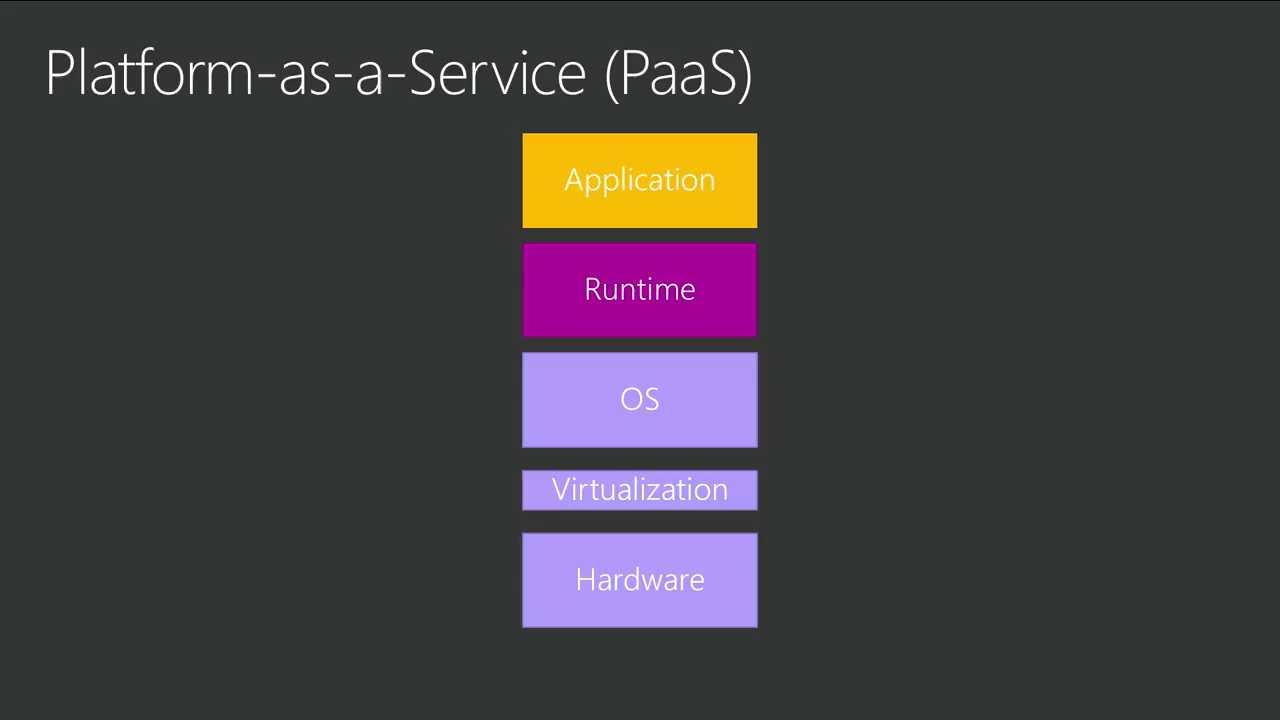 Platform-as-a-Service (PaaS)
Application
Runtime
OS
Virtualization
Hardware